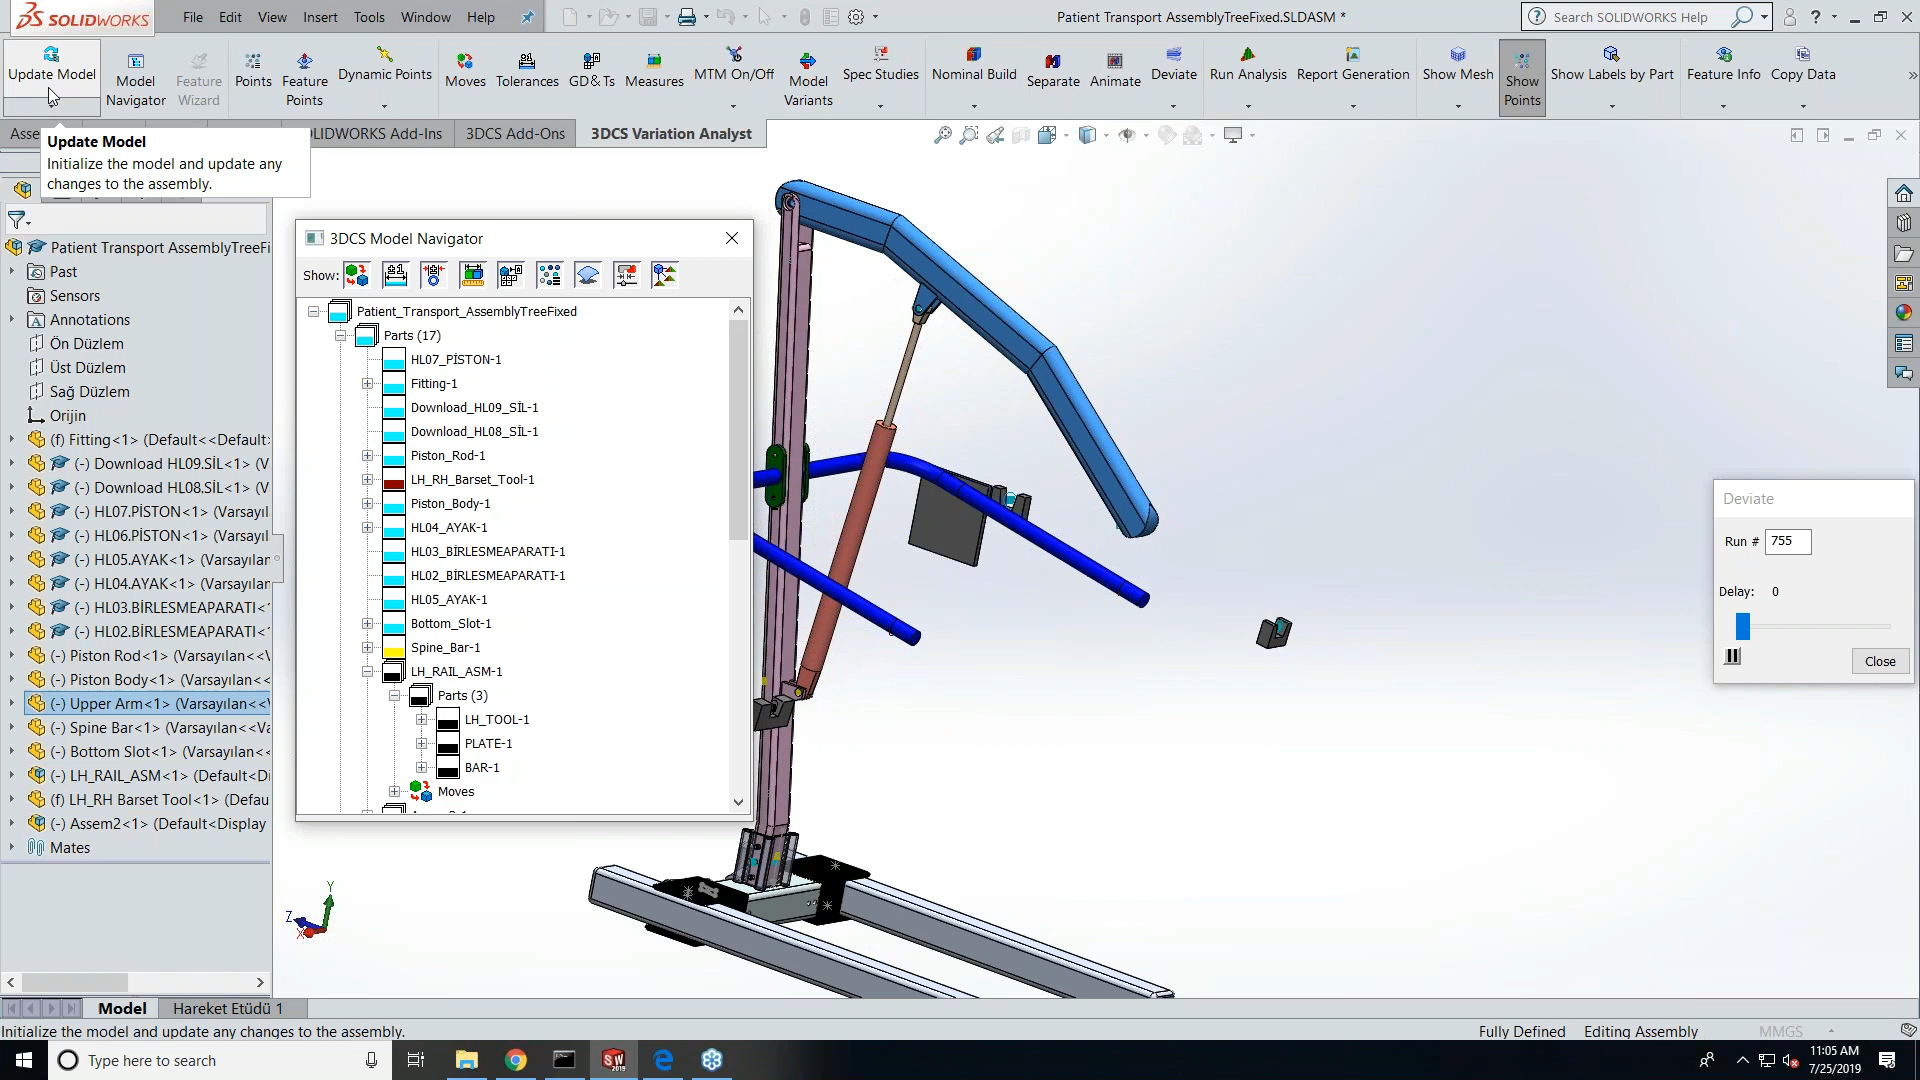 SOLIDWORKS File Edit View Insert Tools Window Help Patient Transport AssemblyTreeFixed.SLDASM * Search SOLIDWORKS Help ?
Update Model
Model Navigator
Feature Wizard
Points
Feature Points
Dynamic Points
Moves
Tolerances
GD&Ts
Measures
MTM On/Off
Model Variants
Spec Studies
Nominal Build
Separate
Animate
Deviate
Run Analysis
Report Generation
Show Mesh
Show Points
Show Labels by Part
Feature Info
Copy Data
Asse
OLIDWORKS Add-Ins
3DCS Add-Ons
3DCS Variation Analyst
Update Model
Initialize the model and update any
changes to the assembly.
Patient Transport AssemblyTreeFi
Past
Sensors
Annotations
Ön Düzlem
Üst Düzlem
Sağ Düzlem
Orijin
(f) Fitting<1> (Default<<Default>
(-) Download HL09.SİL<1> (V
(-) Download HL08.SİL<1> (V
(-) HL07.PİSTON<1> (Varsayıl
(-) HL06.PİSTON<1> (Varsayıl
(-) HL05.AYAK<1> (Varsayılan
(-) HL04.AYAK<1> (Varsayılan
(-) HL03.BİRLESMEAPARATI<
(-) HL02.BİRLESMEAPARATI<
(-) Piston Rod<1> (Varsayılan<<V
(-) Piston Body<1> (Varsayılan<<
(-) Upper Arm<1> (Varsayılan<<V
(-) Spine Bar<1> (Varsayılan<<Va
(-) Bottom Slot<1> (Varsayılan<<
(-) LH_RAIL_ASM<1> (Default<Di
(f) LH_RH Barset Tool<1> (Defau
(-) Assem2<1> (Default<Display
Mates
3DCS Model Navigator
Show:
Patient_Transport_AssemblyTreeFixed
Parts (17)
HL07_PİSTON-1
Fitting-1
Download_HL09_SİL-1
Download_HL08_SİL-1
Piston_Rod-1
LH_RH_Barset_Tool-1
Piston_Body-1
HL04_AYAK-1
HL03_BİRLESMEAPARATI-1
HL02_BİRLESMEAPARATI-1
HL05_AYAK-1
Bottom_Slot-1
Spine_Bar-1
LH_RAIL_ASM-1
Parts (3)
LH_TOOL-1
PLATE-1
BAR-1
Moves
Deviate
Run # 755
Delay: 0
Close
Y
Z
X
Model Hareket Etüdü 1
Initialize the model and update any changes to the assembly. Fully Defined Editing Assembly MMGS
Type here to search
SW
2019
11:05 AM
7/25/2019